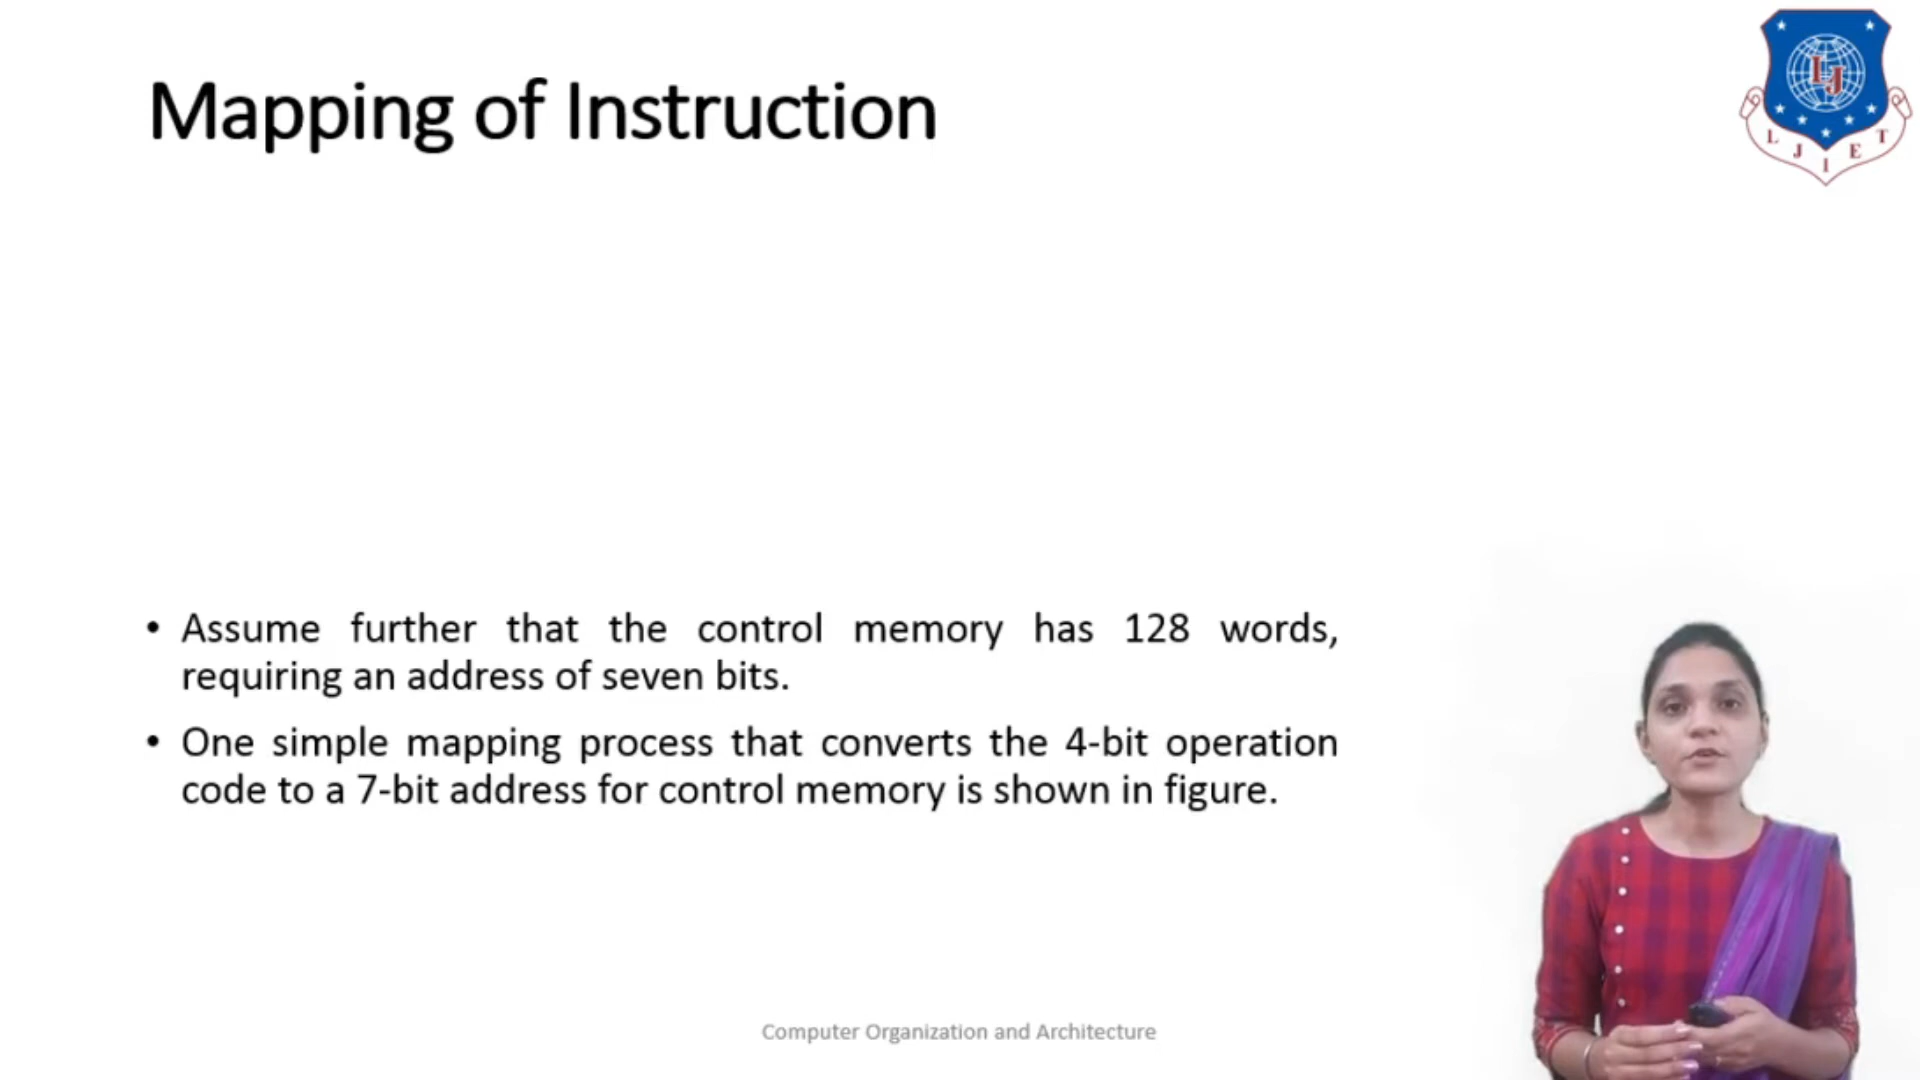 Mapping of Instruction
LJ
L J I E T
• Assume further that the control memory has 128 words,
requiring an address of seven bits.
• One simple mapping process that converts the 4-bit operation
code to a 7-bit address for control memory is shown in figure.
Computer Organization and Architecture